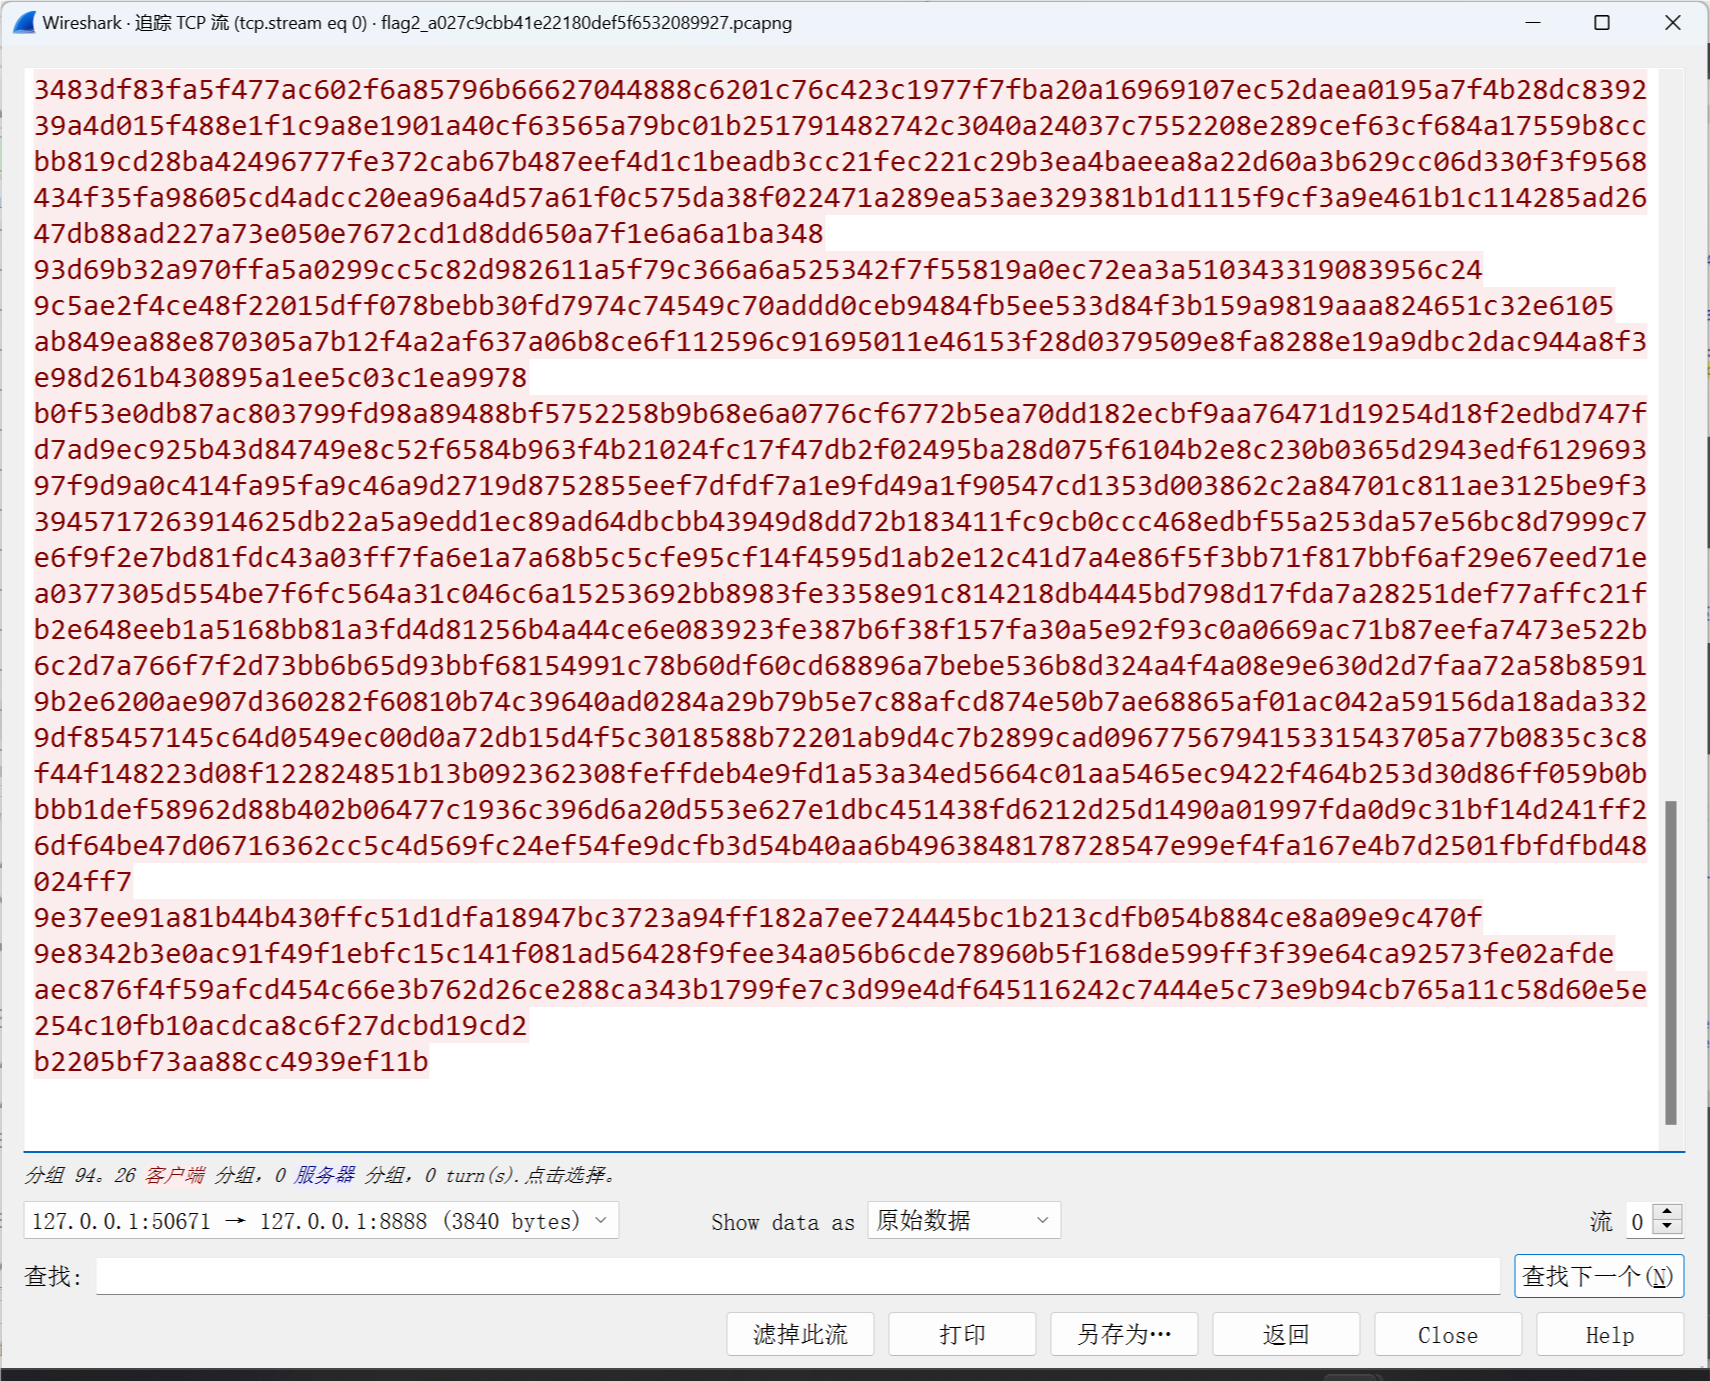 Wireshark · 追踪 TCP 流 (tcp.stream eq 0) · flag2_a027c9cbb41e22180def5f6532089927.pcapng
3483df83fa5f477ac602f6a85796b66627044888c6201c76c423c1977f7fba20a16969107ec52daea0195a7f4b28dc8392
39a4d015f488e1f1c9a8e1901a40cf63565a79bc01b251791482742c3040a24037c7552208e289cef63cf684a17559b8cc
bb819cd28ba42496777fe372cab67b487eef4d1c1beadb3cc21fec221c29b3ea4baeea8a22d60a3b629cc06d330f3f9568
434f35fa98605cd4adcc20ea96a4d57a61f0c575da38f022471a289ea53ae329381b1d1115f9cf3a9e461b1c114285ad26
47db88ad227a73e050e7672cd1d8dd650a7f1e6a6a1ba348
93d69b32a970ffa5a0299cc5c82d982611a5f79c366a6a525342f7f55819a0ec72ea3a510343319083956c24
9c5ae2f4ce48f22015dff078bebb30fd7974c74549c70addd0ceb9484fb5ee533d84f3b159a9819aaa824651c32e6105
ab849ea88e870305a7b12f4a2af637a06b8ce6f112596c91695011e46153f28d0379509e8fa8288e19a9dbc2dac944a8f3
e98d261b430895a1ee5c03c1ea9978
b0f53e0db87ac803799fd98a89488bf5752258b9b68e6a0776cf6772b5ea70dd182ecbf9aa76471d19254d18f2edbd747f
d7ad9ec925b43d84749e8c52f6584b963f4b21024fc17f47db2f02495ba28d075f6104b2e8c230b0365d2943edf6129693
97f9d9a0c414fa95fa9c46a9d2719d8752855eef7dfdf7a1e9fd49a1f90547cd1353d003862c2a84701c811ae3125be9f3
3945717263914625db22a5a9edd1ec89ad64dbcbb43949d8dd72b183411fc9cb0ccc468edbf55a253da57e56bc8d7999c7
e6f9f2e7bd81fdc43a03ff7fa6e1a7a68b5c5cfe95cf14f4595d1ab2e12c41d7a4e86f5f3bb71f817bbf6af29e67eed71e
a0377305d554be7f6fc564a31c046c6a15253692bb8983fe3358e91c814218db4445bd798d17fda7a28251def77affc21f
b2e648eeb1a5168bb81a3fd4d81256b4a44ce6e083923fe387b6f38f157fa30a5e92f93c0a0669ac71b87eefa7473e522b
6c2d7a766f7f2d73bb6b65d93bbf68154991c78b60df60cd68896a7bebe536b8d324a4f4a08e9e630d2d7faa72a58b8591
9b2e6200ae907d360282f60810b74c39640ad0284a29b79b5e7c88afcd874e50b7ae68865af01ac042a59156da18ada332
9df85457145c64d0549ec00d0a72db15d4f5c3018588b72201ab9d4c7b2899cad096775679415331543705a77b0835c3c8
f44f148223d08f122824851b13b092362308feffdeb4e9fd1a53a34ed5664c01aa5465ec9422f464b253d30d86ff059b0b
bbb1def58962d88b402b06477c1936c396d6a20d553e627e1dbc451438fd6212d25d1490a01997fda0d9c31bf14d241ff2
6df64be47d06716362cc5c4d569fc24ef54fe9dcfb3d54b40aa6b4963848178728547e99ef4fa167e4b7d2501fbfdfbd48
024ff7
9e37ee91a81b44b430ffc51d1dfa18947bc3723a94ff182a7ee724445bc1b213cdfb054b884ce8a09e9c470f
9e8342b3e0ac91f49f1ebfc15c141f081ad56428f9fee34a056b6cde78960b5f168de599ff3f39e64ca92573fe02afde
aec876f4f59afcd454c66e3b762d26ce288ca343b1799fe7c3d99e4df645116242c7444e5c73e9b94cb765a11c58d60e5e
254c10fb10acdca8c6f27dcbd19cd2
b2205bf73aa88cc4939ef11b
分组 94。26 客户端 分组，0 服务器 分组，0 turn(s).点击选择。
127.0.0.1:50671 → 127.0.0.1:8888 (3840 bytes) Show data as 原始数据 流 0
查找: 查找下一个(N)
滤掉此流 打印 另存为… 返回 Close Help